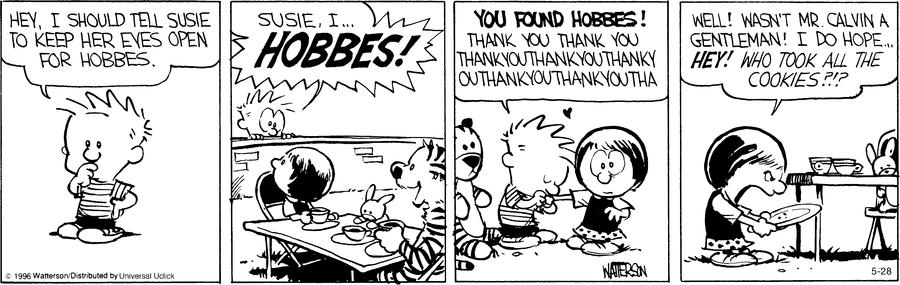 HEY, I SHOULD TELL SUSIE
TO KEEP HER EYES OPEN
FOR HOBBES.
© 1996 Watterson/Distributed by Universal Uclick
SUSIE, I...
HOBBES!
YOU FOUND HOBBES!
THANK YOU THANK YOU
THANKYOUTHANKYOUTHANKY
OUTHANKYOUTHANKYOUTHA
WATTERSON
WELL! WASN'T MR. CALVIN A
GENTLEMAN! I DO HOPE...
HEY! WHO TOOK ALL THE
COOKIES?!?
5-28